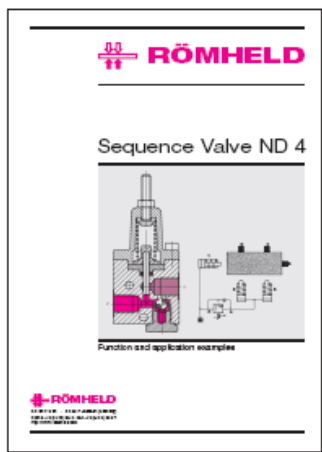 RÖMHELD
Sequence Valve ND 4
Function and application examples
RÖMHELD